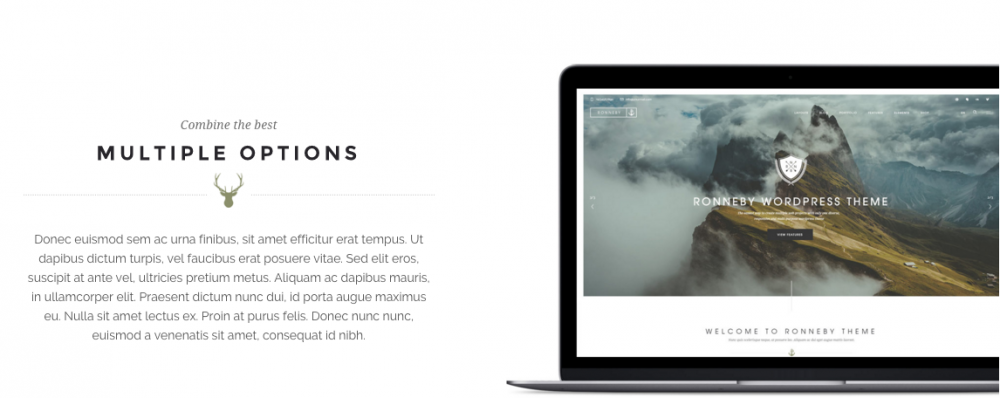 Combine the best
MULTIPLE OPTIONS
Donec euismod sem ac urna finibus, sit amet efficitur erat tempus. Ut
dapibus dictum turpis, vel faucibus erat posuere vitae. Sed elit eros,
suscipit at ante vel, ultricies pretium metus. Aliquam ac dapibus mauris,
in ullamcorper elit. Praesent dictum nunc dui, id porta augue maximus
eu. Nulla sit amet lectus ex. Proin at purus felis. Donec nunc nunc,
euismod a venenatis sit amet, consequat id nibh.
RONNEBY
RONNEBY WORDPRESS THEME
VIEW FEATURES
WELCOME TO RONNEBY THEME